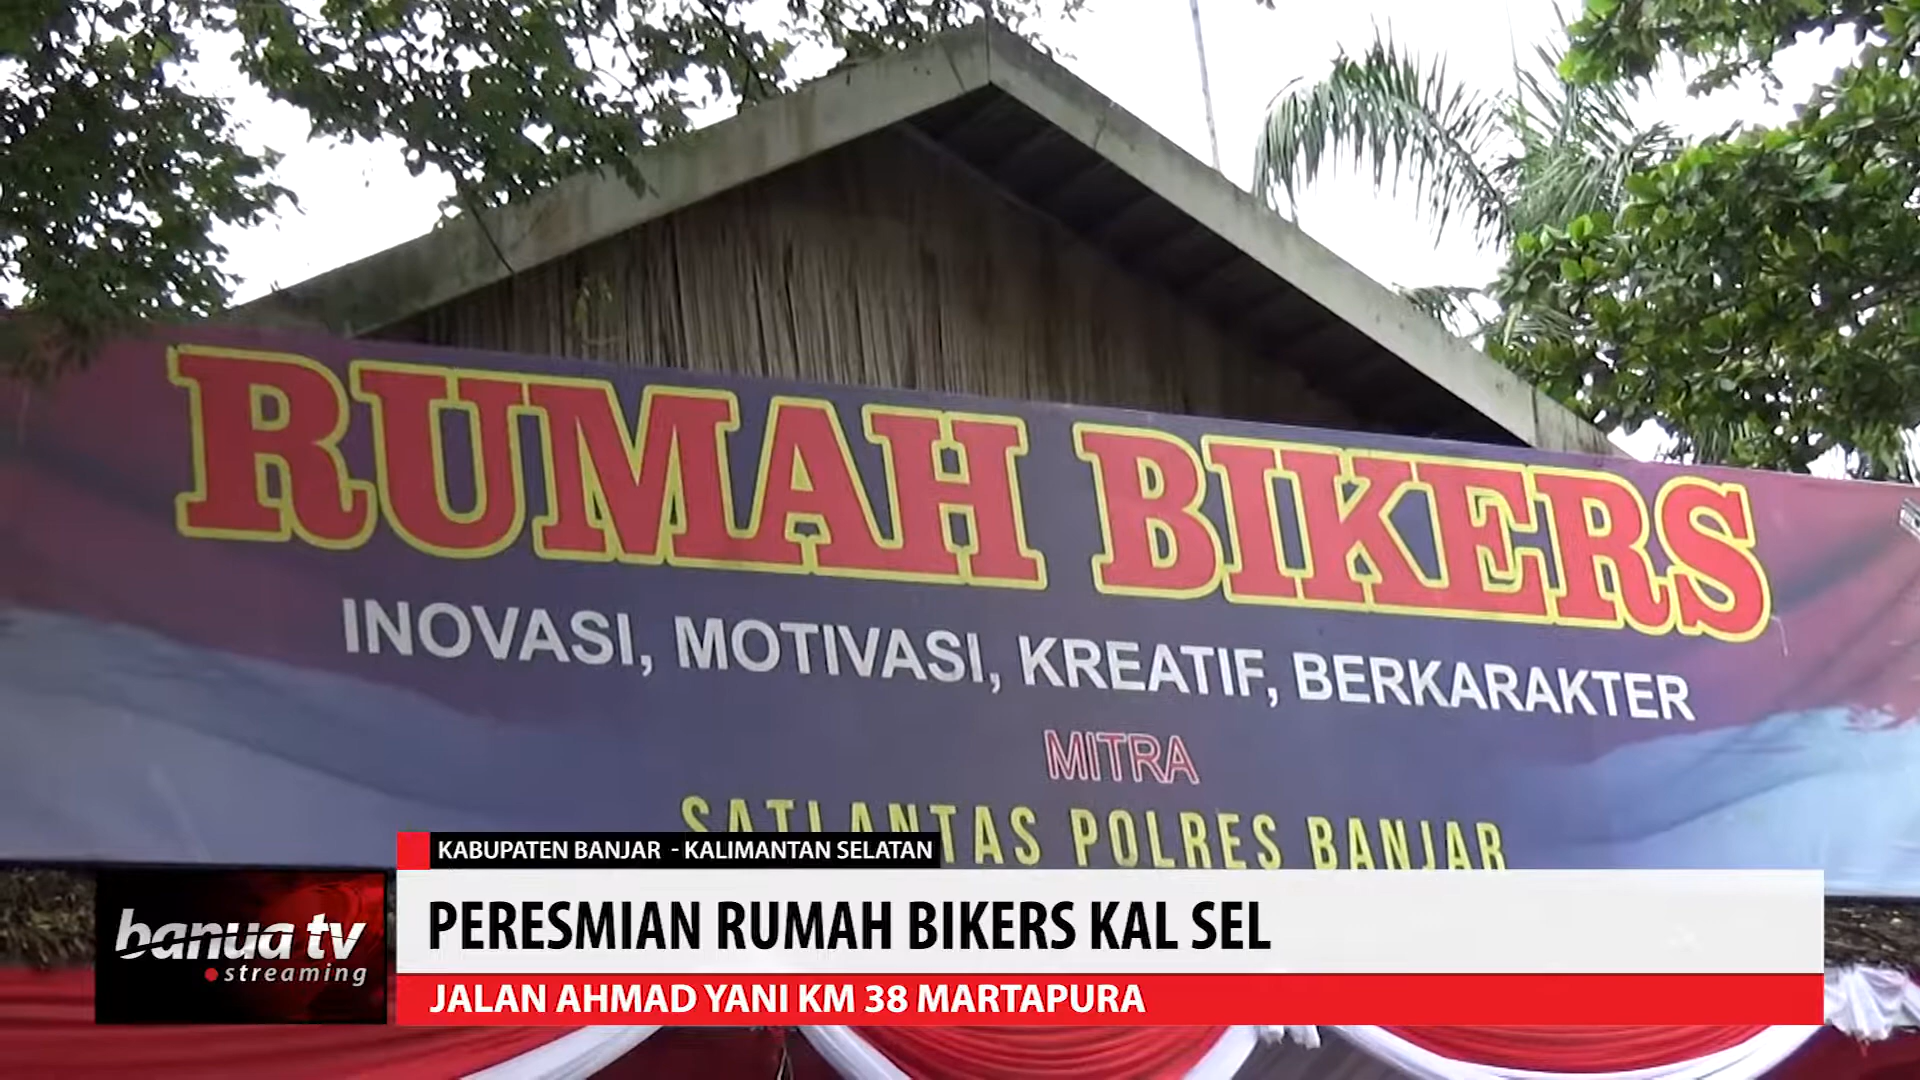 RUMAH BIKERS
INOVASI, MOTIVASI, KREATIF, BERKARAKTER
MITRA
SATLANTAS POLRES BANJAR
KABUPATEN BANJAR - KALIMANTAN SELATAN
banua tv
streaming
PERESMIAN RUMAH BIKERS KAL SEL
JALAN AHMAD YANI KM 38 MARTAPURA